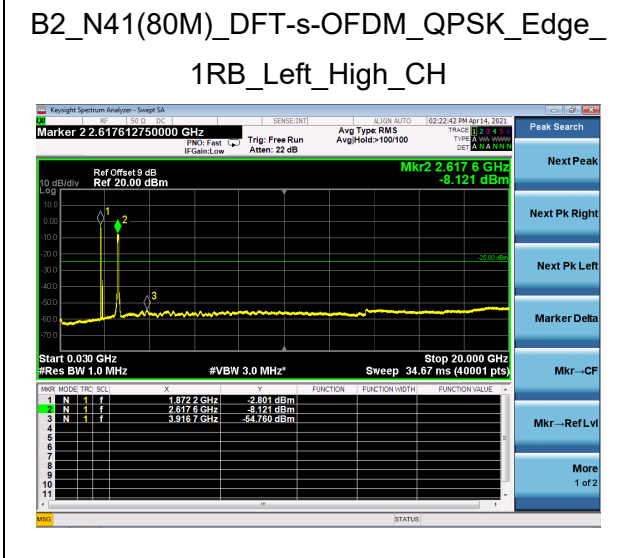 B2_N41(80M)_DFT-s-OFDM_QPSK_Edge_
1RB_Left_High_CH
Keysight Spectrum Analyzer - Swept SA
RF 50 Ω DC SENSE:INT ALIGN AUTO 02:22:42 PM Apr 14, 2021
Marker 2 2.617612750000 GHz
PNO: Fast
IFGain:Low
Trig: Free Run
Atten: 22 dB
Avg Type: RMS
Avg|Hold:>100/100
TRACE 1 2 3 4 5 6
TYPE A WA WWWW
DET A N A N N N
Peak Search
Next Peak
Next Pk Right
Next Pk Left
Marker Delta
Mkr→CF
Mkr→RefLvl
More
1 of 2
Ref Offset 9 dB
10 dB/div Ref 20.00 dBm
Log
Mkr2 2.617 6 GHz
-8.121 dBm
10.0
0.00
-10.0
-20.0
-30.0
-40.0
-50.0
-60.0
-70.0
1
2
3
-25.00 dBm
Start 0.030 GHz Stop 20.000 GHz
#Res BW 1.0 MHz #VBW 3.0 MHz* Sweep 34.67 ms (40001 pts)
MKR MODE TRC SCL X Y FUNCTION FUNCTION WIDTH FUNCTION VALUE
1 N 1 f 1.872 2 GHz -2.801 dBm
2 N 1 f 2.617 6 GHz -8.121 dBm
3 N 1 f 3.916 7 GHz -54.760 dBm
4
5
6
7
8
9
10
11
MSG STATUS